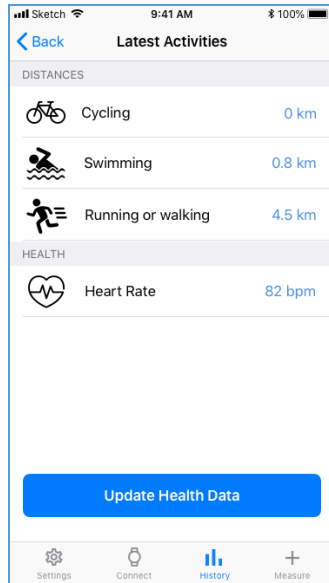 Sketch 9:41 AM 100%
Back Latest Activities
DISTANCES
Cycling 0 km
Swimming 0.8 km
Running or walking 4.5 km
HEALTH
Heart Rate 82 bpm
Update Health Data
Settings Connect History Measure